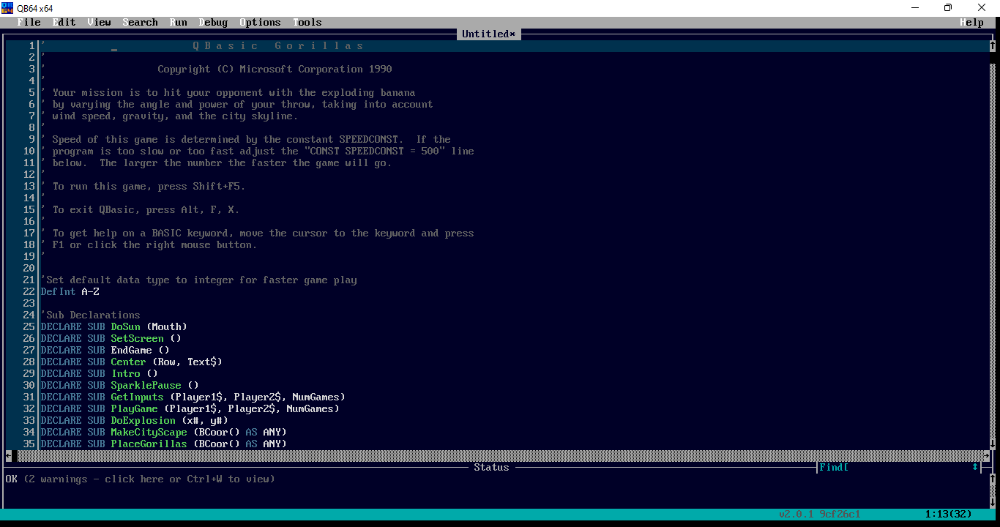 QB64 x64
File Edit View Search Run Debug Options Tools Help
Untitled*
1 ' Q B a s i c   G o r i l l a s
2 '
3 ' Copyright (C) Microsoft Corporation 1990
4 '
5 ' Your mission is to hit your opponent with the exploding banana
6 ' by varying the angle and power of your throw, taking into account
7 ' wind speed, gravity, and the city skyline.
8 '
9 ' Speed of this game is determined by the constant SPEEDCONST.  If the
10 ' program is too slow or too fast adjust the "CONST SPEEDCONST = 500" line
11 ' below.  The larger the number the faster the game will go.
12 '
13 ' To run this game, press Shift+F5.
14 '
15 ' To exit QBasic, press Alt, F, X.
16 '
17 ' To get help on a BASIC keyword, move the cursor to the keyword and press
18 ' F1 or click the right mouse button.
19 '
20
21 'Set default data type to integer for faster game play
22 DefInt A-Z
23
24 'Sub Declarations
25 DECLARE SUB DoSun (Mouth)
26 DECLARE SUB SetScreen ()
27 DECLARE SUB EndGame ()
28 DECLARE SUB Center (Row, Text$)
29 DECLARE SUB Intro ()
30 DECLARE SUB SparklePause ()
31 DECLARE SUB GetInputs (Player1$, Player2$, NumGames)
32 DECLARE SUB PlayGame (Player1$, Player2$, NumGames)
33 DECLARE SUB DoExplosion (x#, y#)
34 DECLARE SUB MakeCityScape (BCoor() AS ANY)
35 DECLARE SUB PlaceGorillas (BCoor() AS ANY)
Status Find[
OK (2 warnings - click here or Ctrl+W to view)
v2.0.1 9cf26c1 1:13(32)